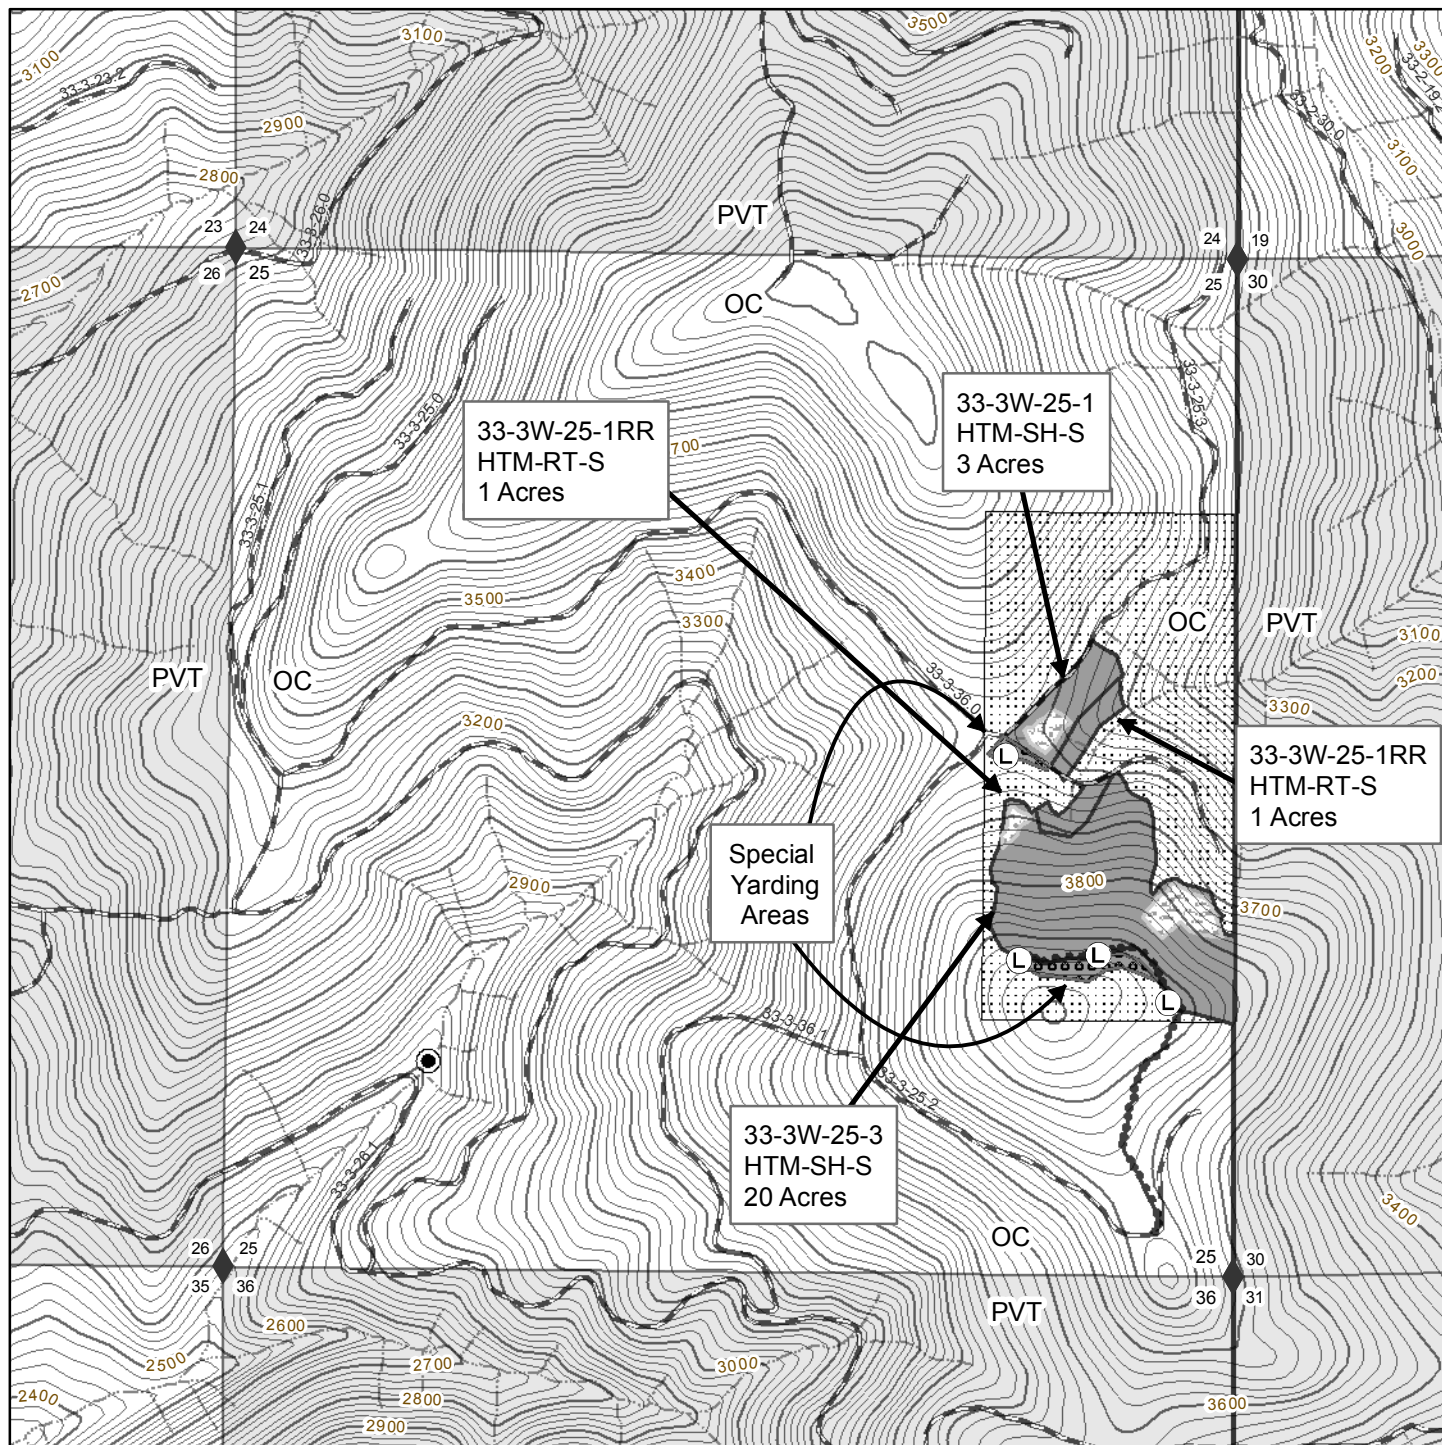 3100
3500
3200
3300
3100
33-3-23.2
33-2-19.2
2900
33-2-30.0
3100
2800
33-3-26.0
PVT
23
24
24
19
3000
26
25
25
30
2700
OC
33-3-25.3
33-3W-25-1
HTM-SH-S
3 Acres
33-3W-25-1RR
HTM-RT-S
1 Acres
33-3-25.0
700
33-3-25.1
3400
3500
3300
OC
PVT
3100
PVT
OC
33-3-36.0
3200
3300
3200
L
33-3W-25-1RR
HTM-RT-S
1 Acres
Special
Yarding
Areas
2900
3800
3700
L
L
L
33-3-36.1
33-3-25.2
33-3W-25-3
HTM-SH-S
20 Acres
33-3-26.1
3400
OC
26
25
25
30
35
36
36
31
PVT
2600
2500
2700
3000
2400
2800
3600
2900